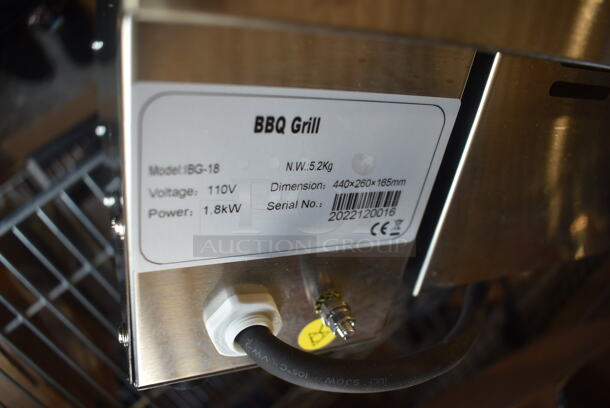 BBQ Grill
Model:IBG-18
N.W.:5.2Kg
Voltage: 110V
Dimension: 440×260×165mm
Power: 1.8kW
Serial No.:
2022120016
CE
AUCTION GROUP